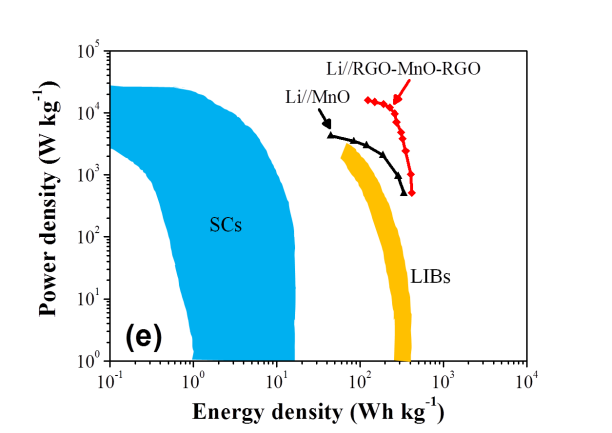 10^5
10^4
10^3
10^2
10^1
10^0
Power density (W kg^-1)
Li//RGO-MnO-RGO
Li//MnO
SCs
LIBs
(e)
10^-1 10^0 10^1 10^2 10^3 10^4
Energy density (Wh kg^-1)